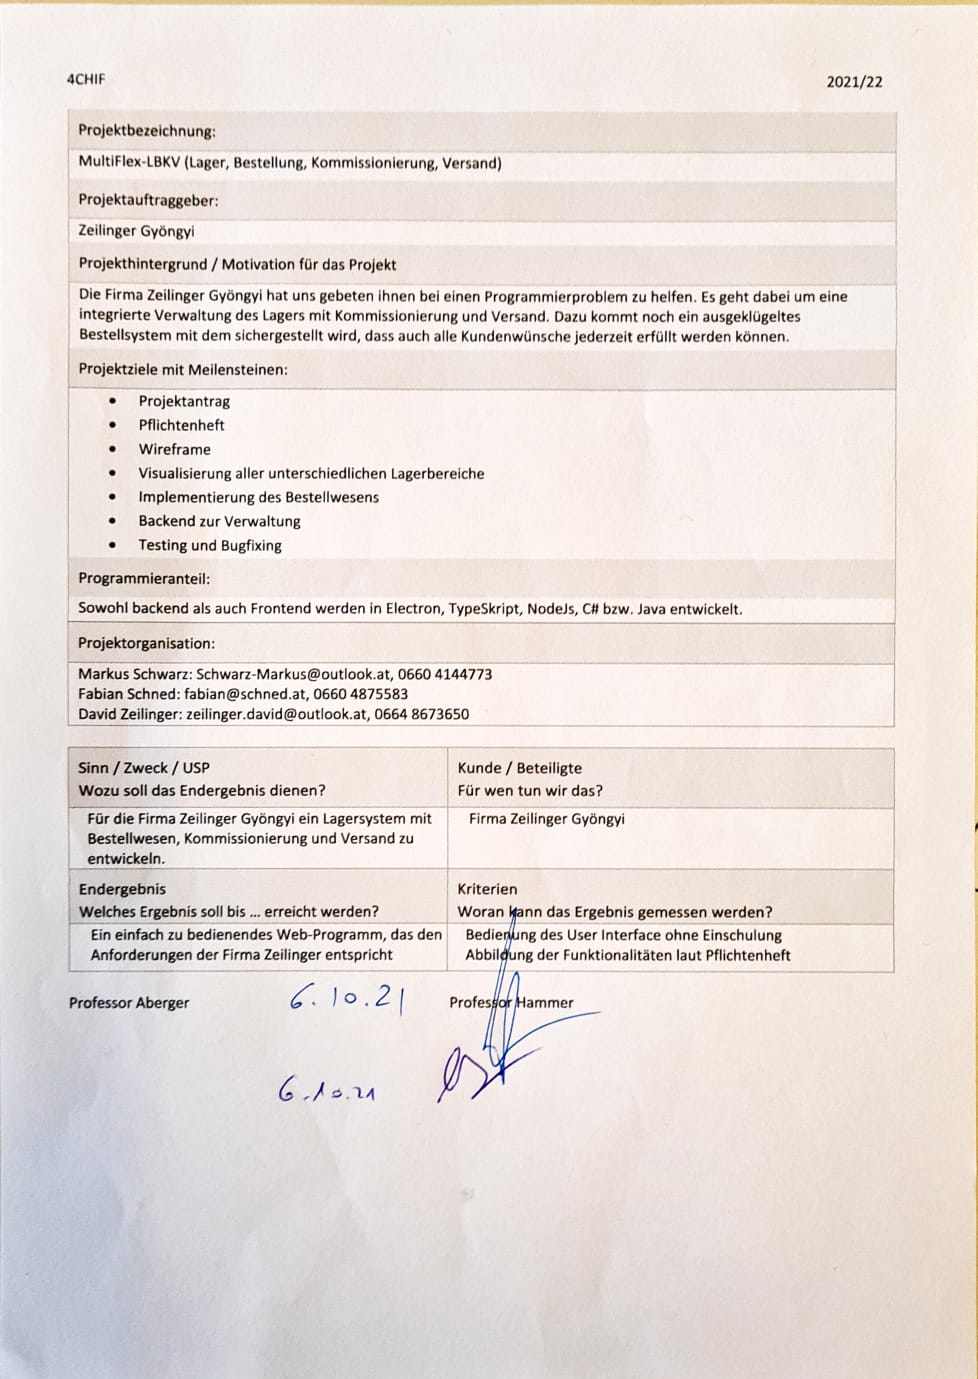 4CHIF
2021/22
Projektbezeichnung:
MultiFlex-LBKV (Lager, Bestellung, Kommissionierung, Versand)
Projektauftraggeber:
Zeilinger Gyöngyi
Projekthintergrund / Motivation für das Projekt
Die Firma Zeilinger Gyöngyi hat uns gebeten ihnen bei einen Programmierproblem zu helfen. Es geht dabei um eine
integrierte Verwaltung des Lagers mit Kommissionierung und Versand. Dazu kommt noch ein ausgeklügeltes
Bestellsystem mit dem sichergestellt wird, dass auch alle Kundenwünsche jederzeit erfüllt werden können.
Projektziele mit Meilensteinen:
• Projektantrag
• Pflichtenheft
• Wireframe
• Visualisierung aller unterschiedlichen Lagerbereiche
• Implementierung des Bestellwesens
• Backend zur Verwaltung
• Testing und Bugfixing
Programmieranteil:
Sowohl backend als auch Frontend werden in Electron, TypeSkript, NodeJs, C# bzw. Java entwickelt.
Projektorganisation:
Markus Schwarz: Schwarz-Markus@outlook.at, 0660 4144773
Fabian Schned: fabian@schned.at, 0660 4875583
David Zeilinger: zeilinger.david@outlook.at, 0664 8673650
Sinn / Zweck / USP
Wozu soll das Endergebnis dienen?
Kunde / Beteiligte
Für wen tun wir das?
Für die Firma Zeilinger Gyöngyi ein Lagersystem mit
Bestellwesen, Kommissionierung und Versand zu
entwickeln.
Firma Zeilinger Gyöngyi
Endergebnis
Welches Ergebnis soll bis ... erreicht werden?
Kriterien
Woran kann das Ergebnis gemessen werden?
Ein einfach zu bedienendes Web-Programm, das den
Anforderungen der Firma Zeilinger entspricht
Bedienung des User Interface ohne Einschulung
Abbildung der Funktionalitäten laut Pflichtenheft
Professor Aberger
6.10.21
Professor Hammer
6.10.21